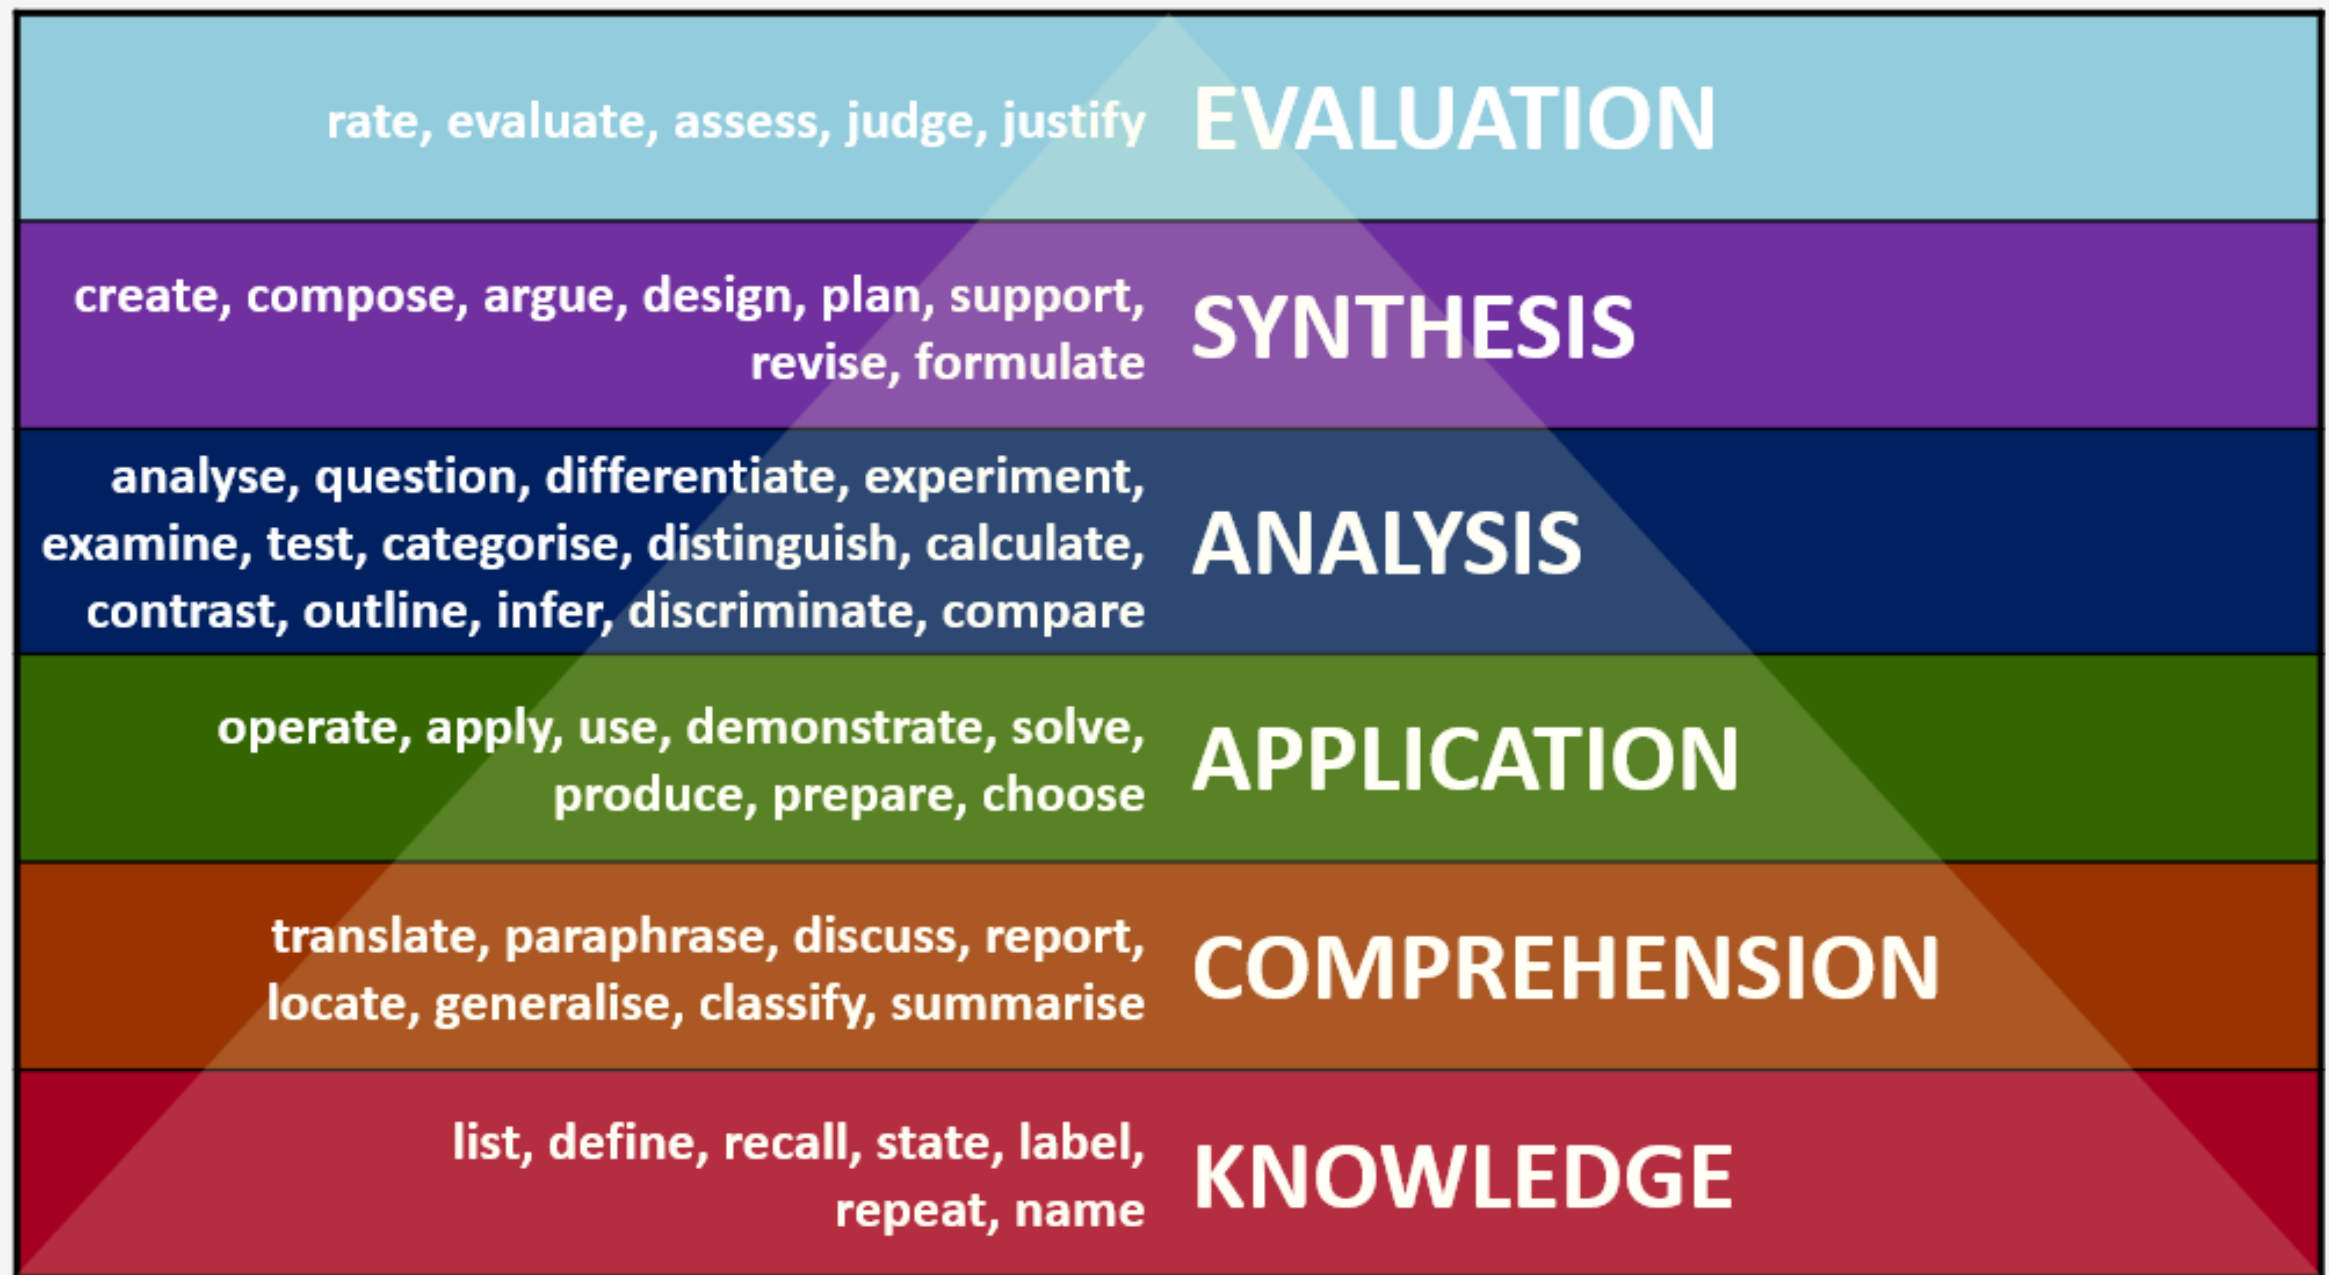 rate, evaluate, assess, judge, justify
EVALUATION
create, compose, argue, design, plan, support,
revise, formulate
SYNTHESIS
analyse, question, differentiate, experiment,
examine, test, categorise, distinguish, calculate,
contrast, outline, infer, discriminate, compare
ANALYSIS
operate, apply, use, demonstrate, solve,
produce, prepare, choose
APPLICATION
translate, paraphrase, discuss, report,
locate, generalise, classify, summarise
COMPREHENSION
list, define, recall, state, label,
repeat, name
KNOWLEDGE